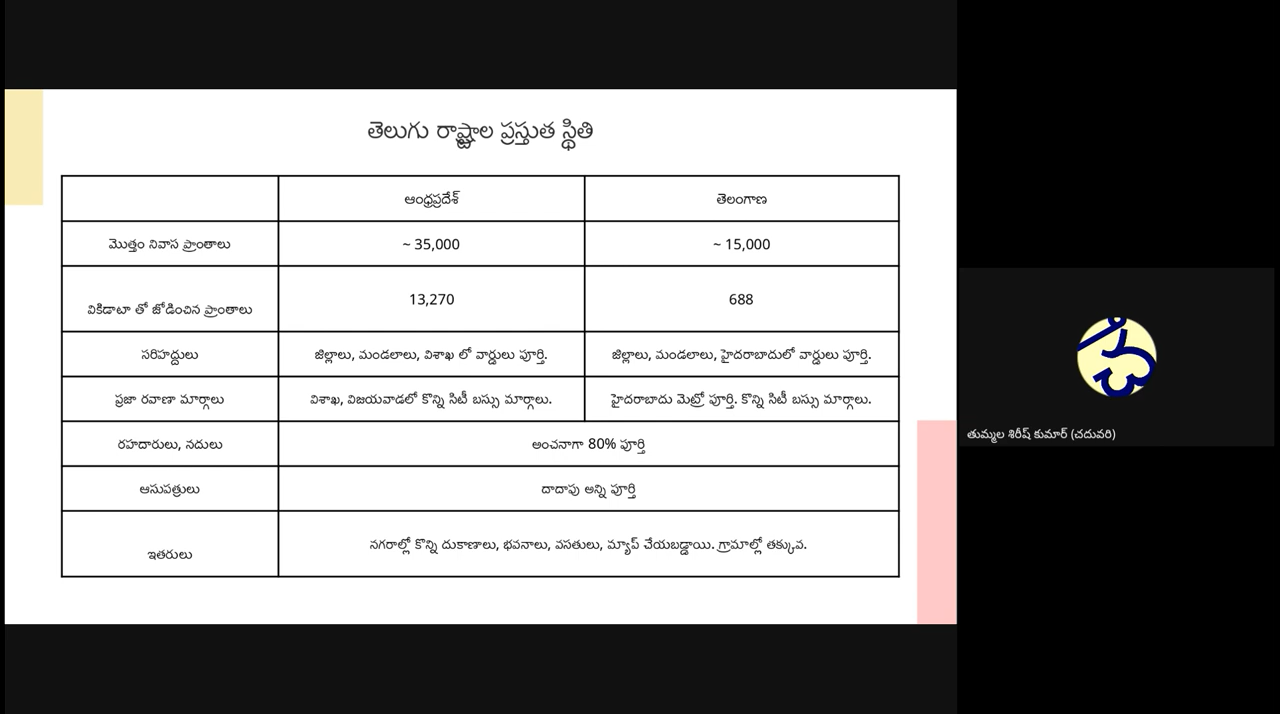 తెలుగు రాష్ట్రాల ప్రస్తుత స్థితి
ఆంధ్రప్రదేశ్ తెలంగాణ
మొత్తం నివాస ప్రాంతాలు ~ 35,000 ~ 15,000
వికిడాటా తో జోడించిన ప్రాంతాలు 13,270 688
సరిహద్దులు జిల్లాలు, మండలాలు, విశాఖ లో వార్డులు పూర్తి. జిల్లాలు, మండలాలు, హైదరాబాదులో వార్డులు పూర్తి.
ప్రజా రవాణా మార్గాలు విశాఖ, విజయవాడలో కొన్ని సిటీ బస్సు మార్గాలు. హైదరాబాదు మెట్రో పూర్తి. కొన్ని సిటీ బస్సు మార్గాలు.
రహదారులు, నదులు అంచనాగా 80% పూర్తి
ఆసుపత్రులు దాదాపు అన్ని పూర్తి
ఇతరులు నగరాల్లో కొన్ని దుకాణాలు, భవనాలు, వసతులు, మ్యాప్ చేయబడ్డాయి. గ్రామాల్లో తక్కువ.
తుమ్మల శిరీష్ కుమార్ (చదువరి)